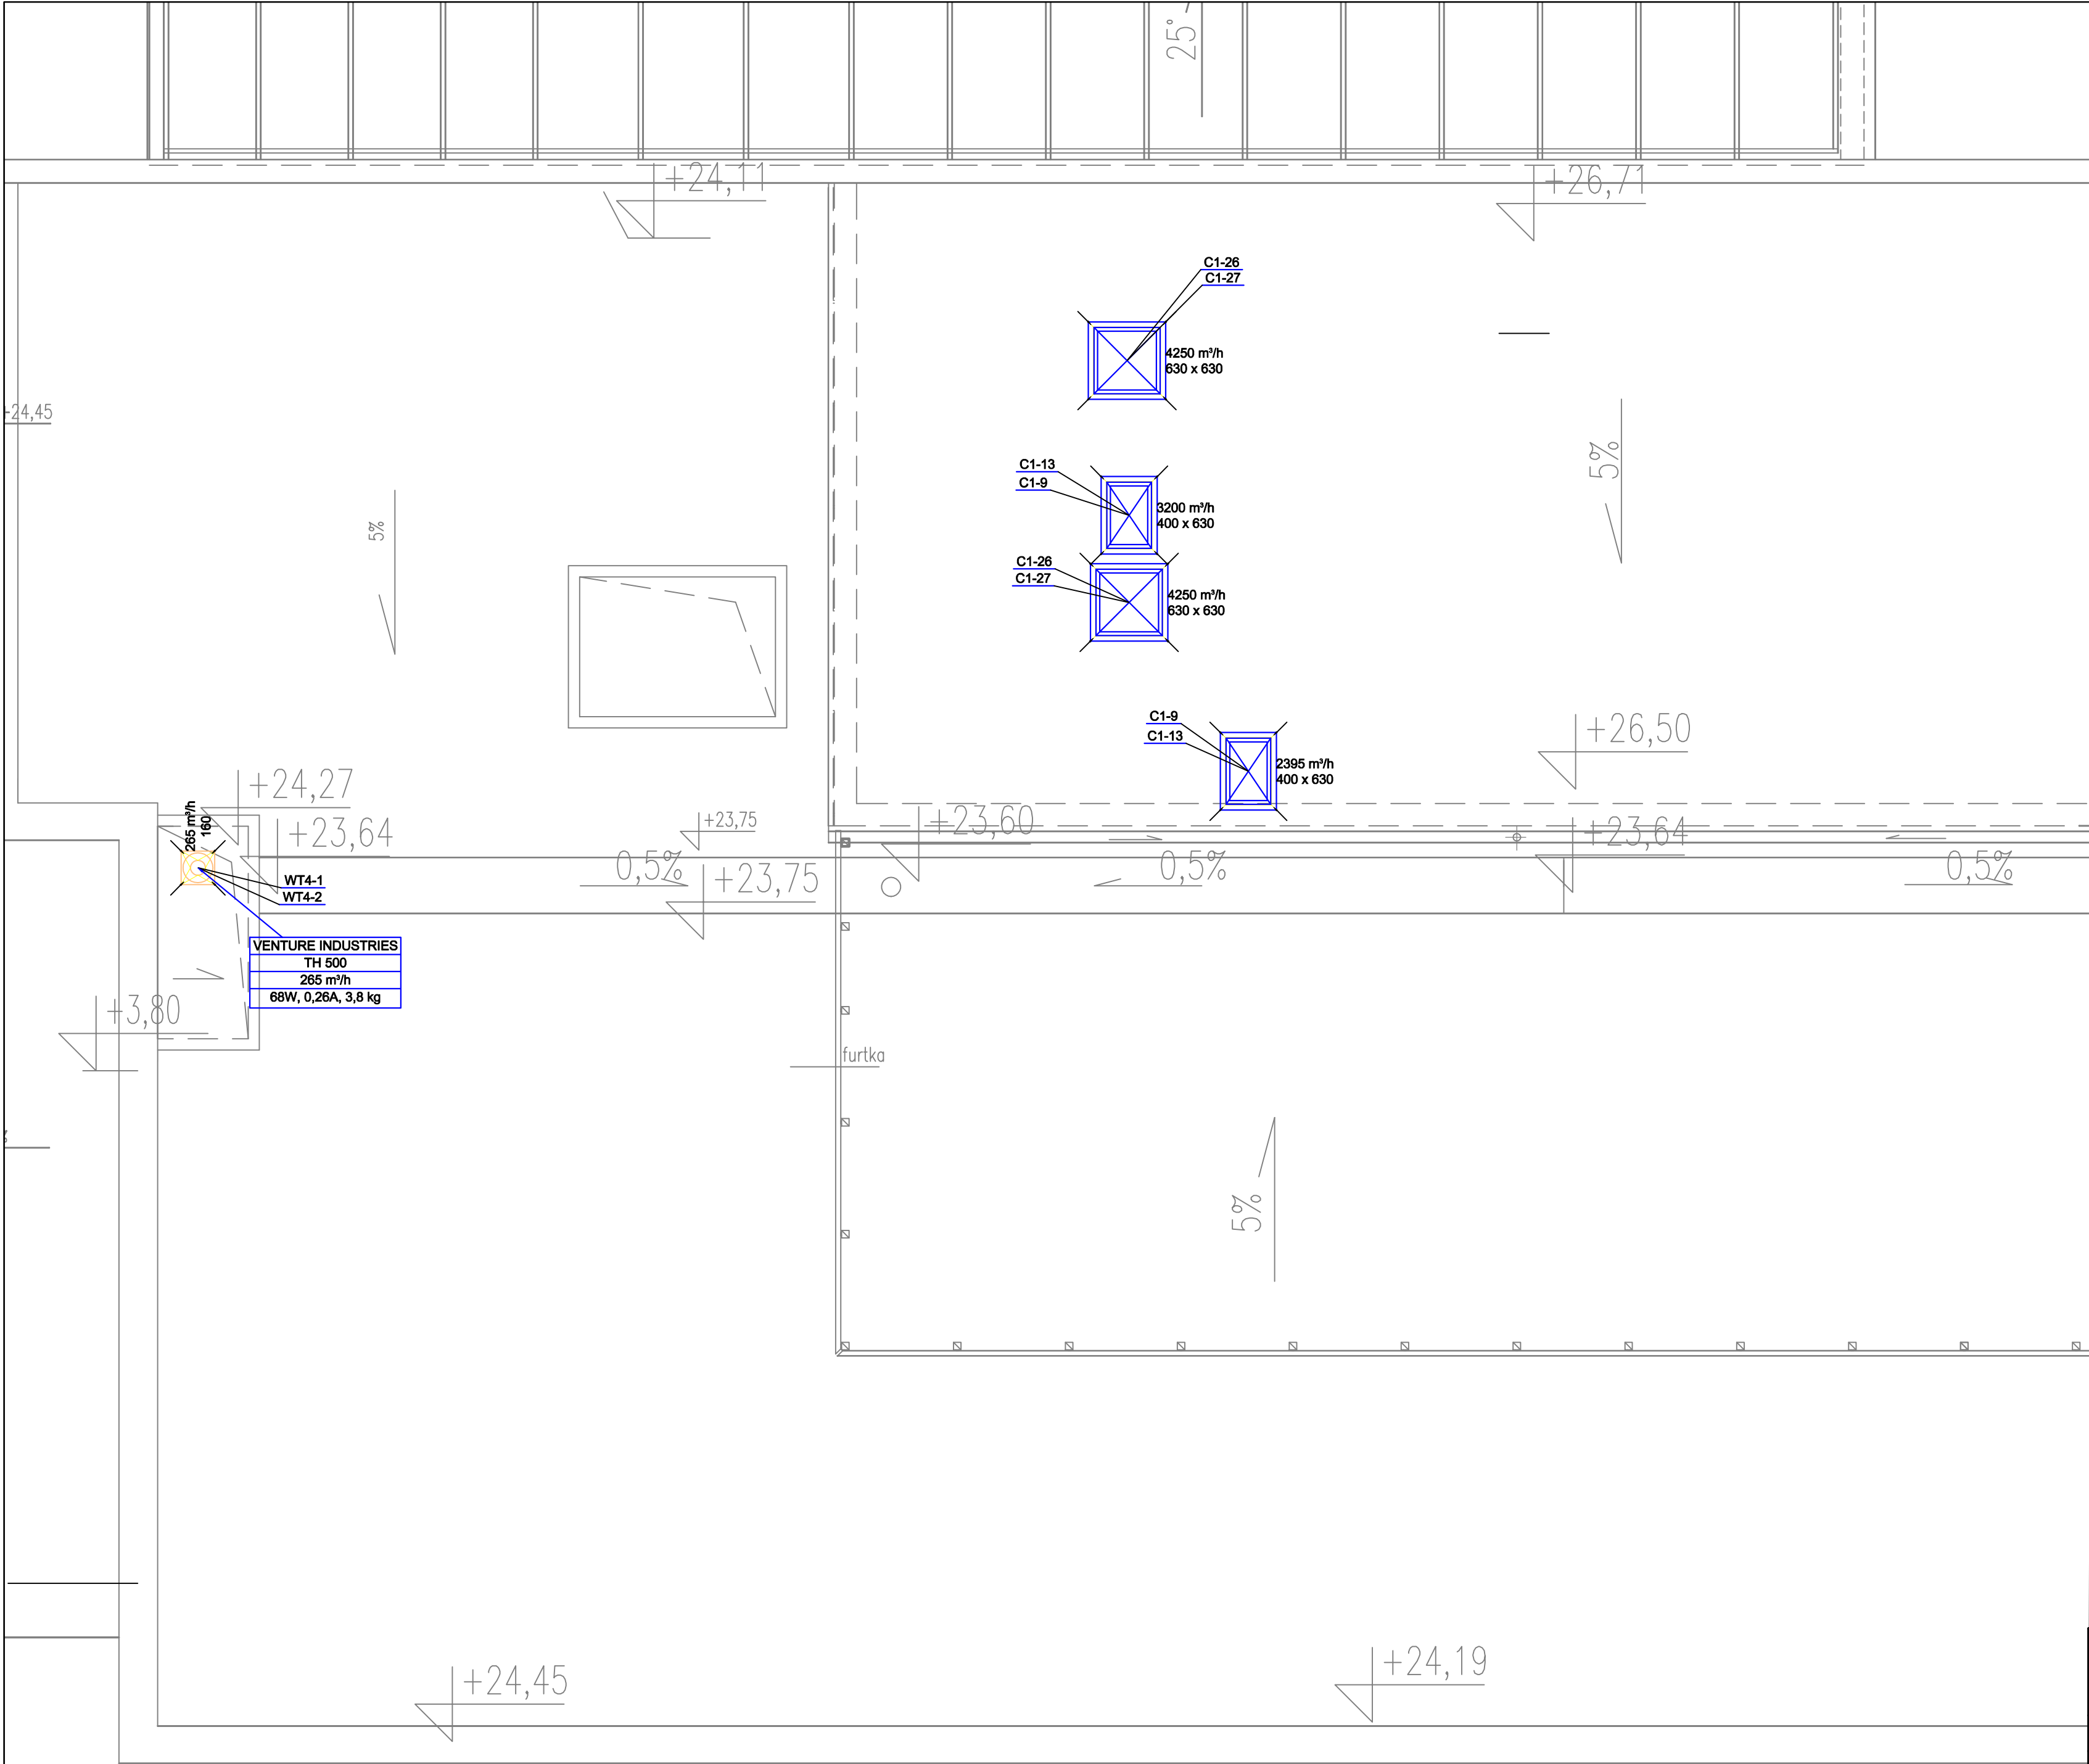 25°
+24,11
+26,71
C1-26
C1-27
4250 m³/h
630 x 630
+24,45
5%
C1-13
C1-9
3200 m³/h
400 x 630
5%
C1-26
C1-27
4250 m³/h
630 x 630
C1-9
C1-13
2395 m³/h
400 x 630
+26,50
+24,27
265 m³/h
160
+23,64
+23,75
+23,60
+23,64
0,5%
+23,75
0,5%
0,5%
WT4-1
WT4-2
VENTURE INDUSTRIES
TH 500
265 m³/h
68W, 0,26A, 3,8 kg
+3,80
furtka
5%
+24,45
+24,19